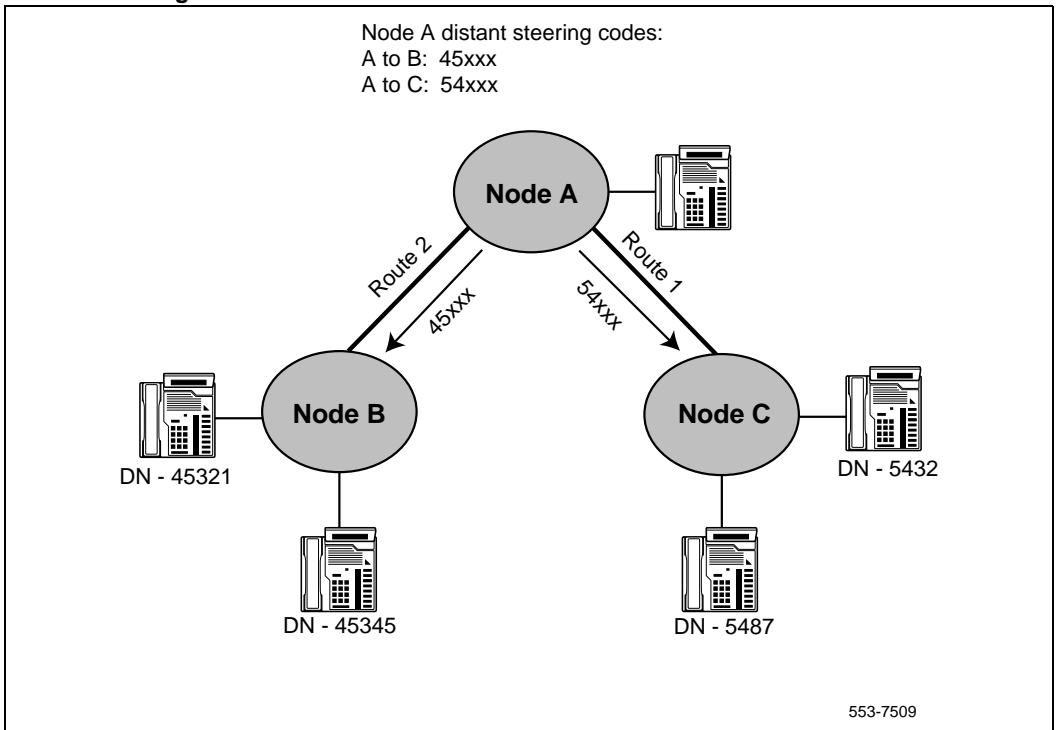 Node A distant steering codes:
A to B: 45xxx
A to C: 54xxx
Node A
Route 2
Route 1
45xxx
54xxx
Node B
Node C
DN - 45321
DN - 5432
DN - 45345
DN - 5487
553-7509